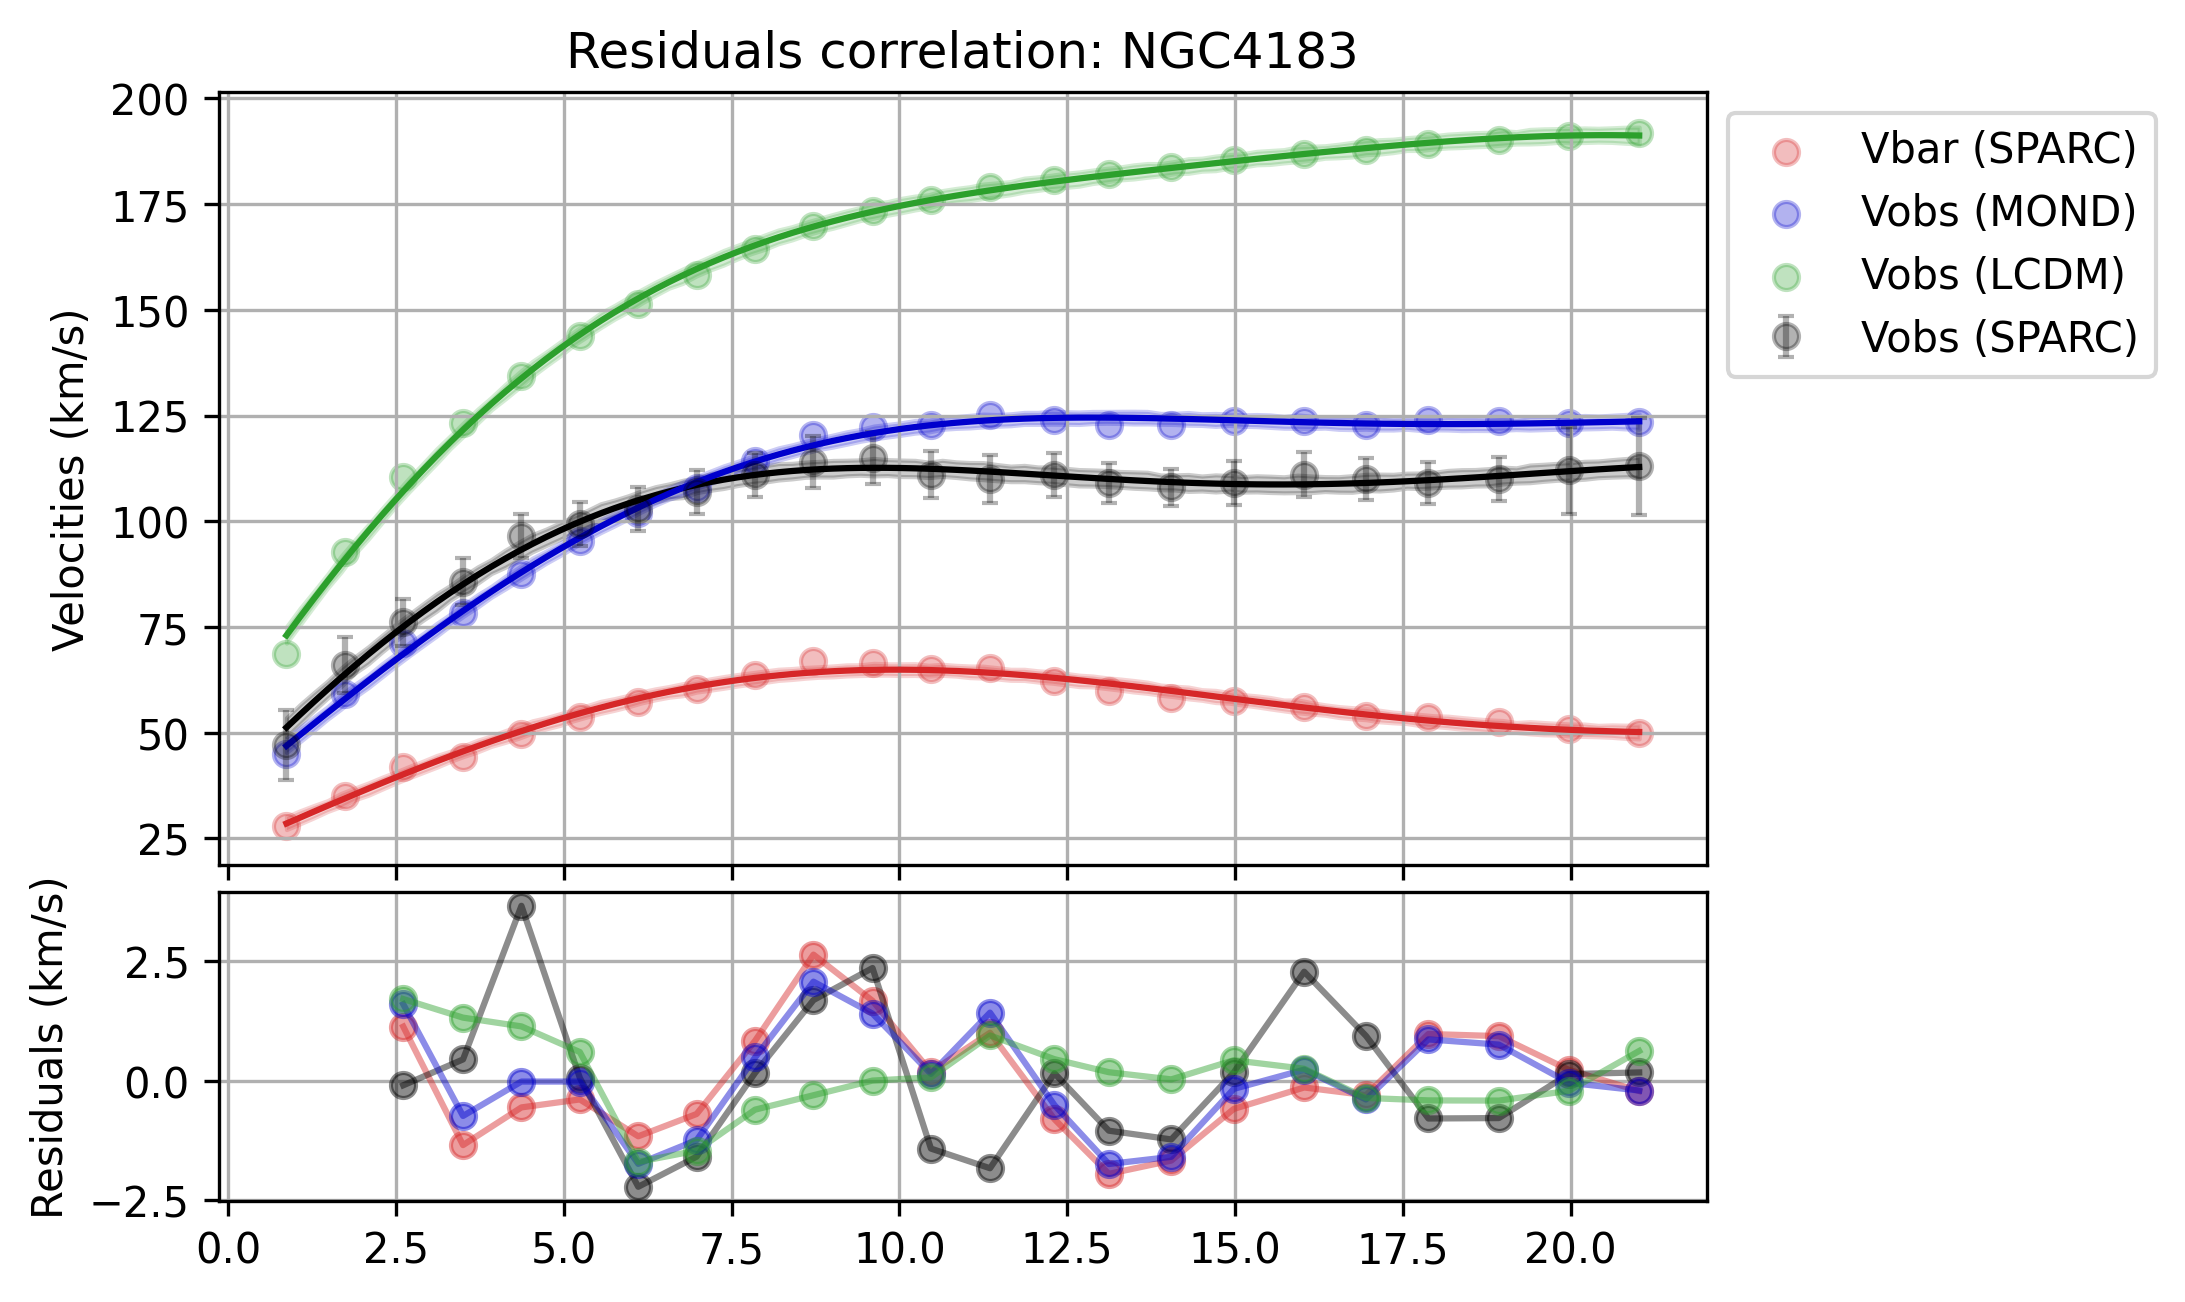 Residuals correlation: NGC4183
200
175
150
125
100
75
50
25
Velocities (km/s)
Vbar (SPARC)
Vobs (MOND)
Vobs (LCDM)
Vobs (SPARC)
2.5
0.0
−2.5
Residuals (km/s)
0.0 2.5 5.0 7.5 10.0 12.5 15.0 17.5 20.0